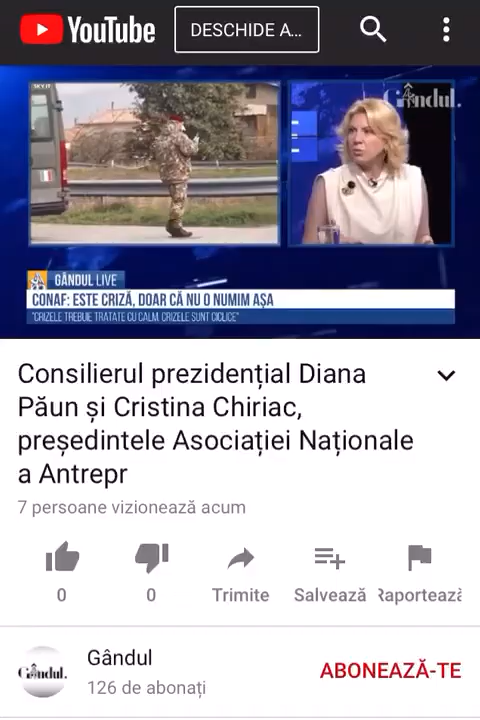 YouTube
DESCHIDE A...
SKY.IT
Gândul.
GÂNDUL LIVE
CONAF: ESTE CRIZĂ, DOAR CĂ NU O NUMIM AȘA
"CRIZELE TREBUIE TRATATE CU CALM. CRIZELE SUNT CICLICE"
Consilierul prezidențial Diana
Păun și Cristina Chiriac,
președintele Asociației Naționale
a Antrepr
7 persoane vizionează acum
0 0 Trimite Salvează Raportează
Gândul.
Gândul
126 de abonați
ABONEAZĂ-TE